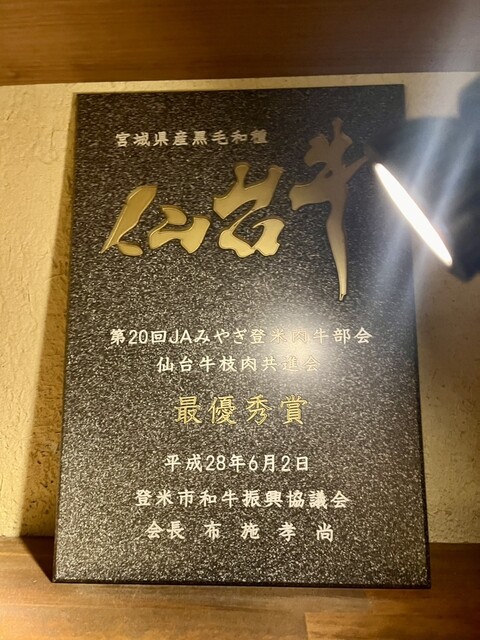 宮城県産黒毛和種
仙台牛
第20回JAみやぎ登米肉牛部会
仙台牛枝肉共進会
最優秀賞
平成28年6月2日
登米市和牛振興協議会
会長 布施孝尚